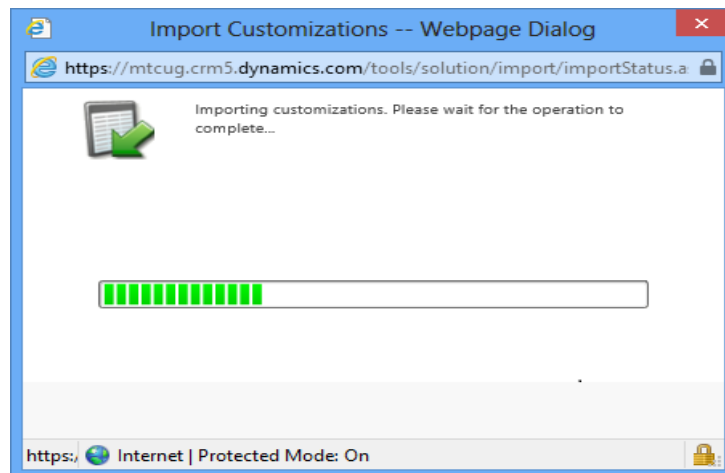 Import Customizations -- Webpage Dialog
https://mtcug.crm5.dynamics.com/tools/solution/import/importStatus.a
Importing customizations. Please wait for the operation to
complete...
https:/ Internet | Protected Mode: On